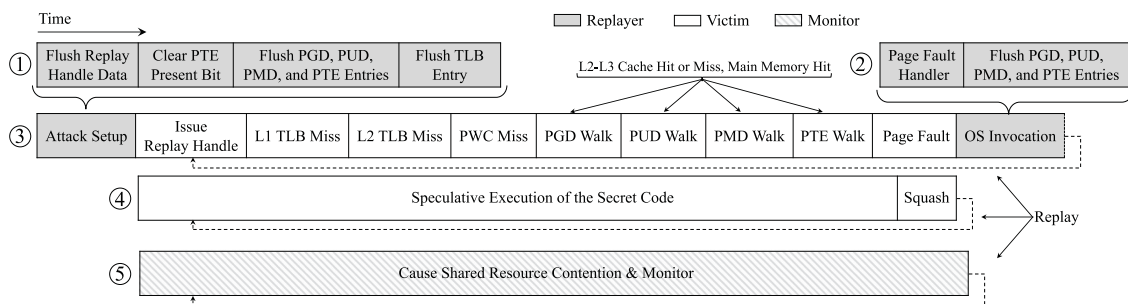 Time
Replayer
Victim
Monitor
①
Flush Replay
Handle Data
Clear PTE
Present Bit
Flush PGD, PUD,
PMD, and PTE Entries
Flush TLB
Entry
L2–L3 Cache Hit or Miss, Main Memory Hit
②
Page Fault
Handler
Flush PGD, PUD,
PMD, and PTE Entries
③
Attack Setup
Issue
Replay Handle
L1 TLB Miss
L2 TLB Miss
PWC Miss
PGD Walk
PUD Walk
PMD Walk
PTE Walk
Page Fault
OS Invocation
④
Speculative Execution of the Secret Code
Squash
Replay
⑤
Cause Shared Resource Contention & Monitor